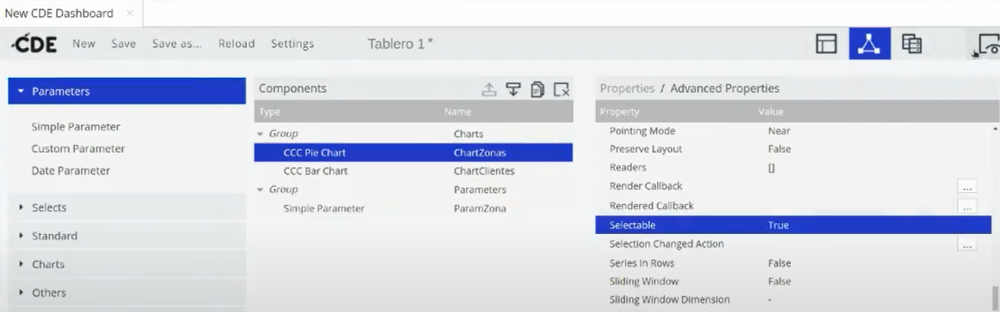 New CDE Dashboard ×
CDE New Save Save as... Reload Settings Tablero 1*
Parameters
Simple Parameter
Custom Parameter
Date Parameter
Selects
Standard
Charts
Others
Components
Type Name
Group Charts
CCC Pie Chart ChartZonas
CCC Bar Chart ChartClientes
Group Parameters
Simple Parameter ParamZona
Properties / Advanced Properties
Property Value
Pointing Mode Near
Preserve Layout False
Readers []
Render Callback ...
Rendered Callback ...
Selectable True
Selection Changed Action ...
Series In Rows False
Sliding Window False
Sliding Window Dimension -